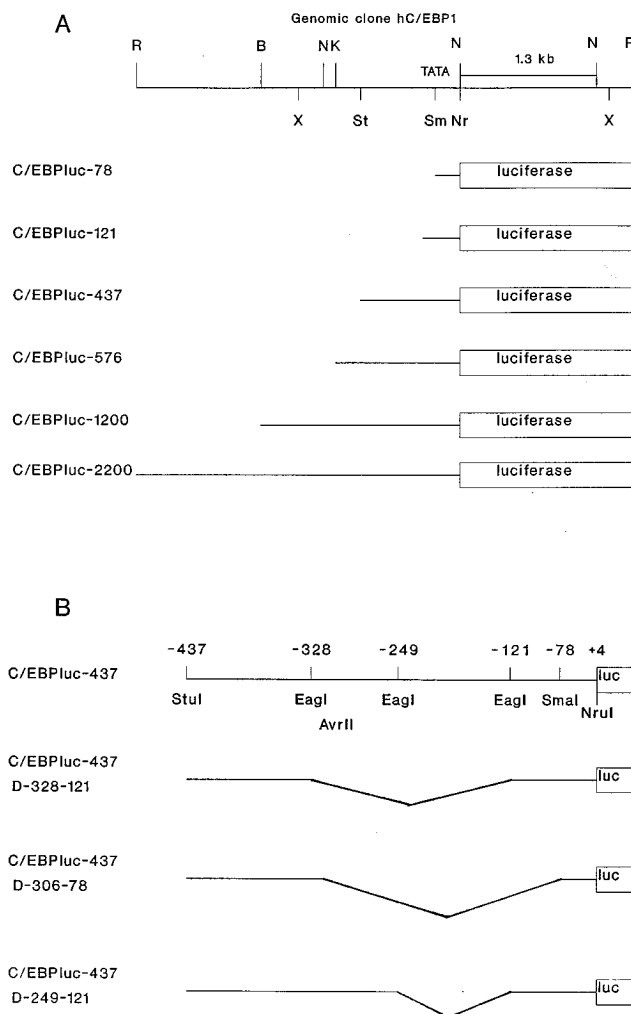 A
Genomic clone hC/EBP1
R B N K N N R
TATA 1.3 kb
X St Sm Nr X
C/EBPluc-78 luciferase
C/EBPluc-121 luciferase
C/EBPluc-437 luciferase
C/EBPluc-576 luciferase
C/EBPluc-1200 luciferase
C/EBPluc-2200 luciferase
B
-437 -328 -249 -121 -78 +4
C/EBPluc-437 luc
StuI EagI EagI EagI SmaI
AvrII NruI
C/EBPluc-437
D-328-121 luc
C/EBPluc-437
D-306-78 luc
C/EBPluc-437
D-249-121 luc